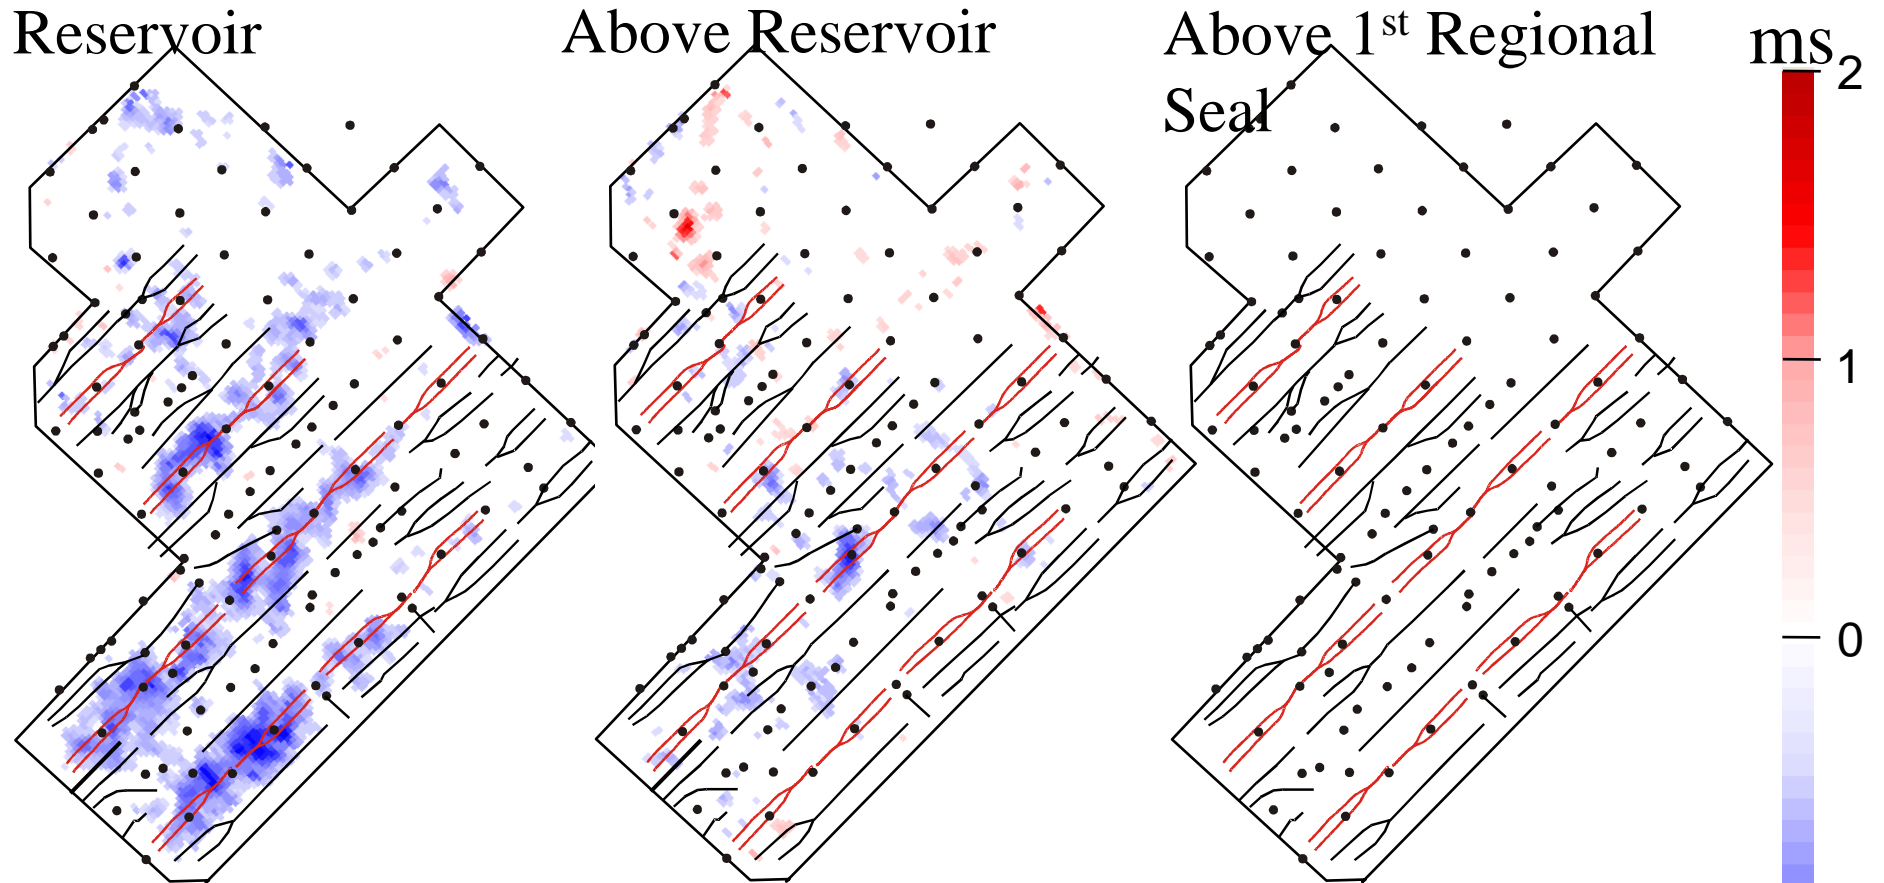 Reservoir
Above Reservoir
Above 1st Regional
Seal
ms
2
1
0